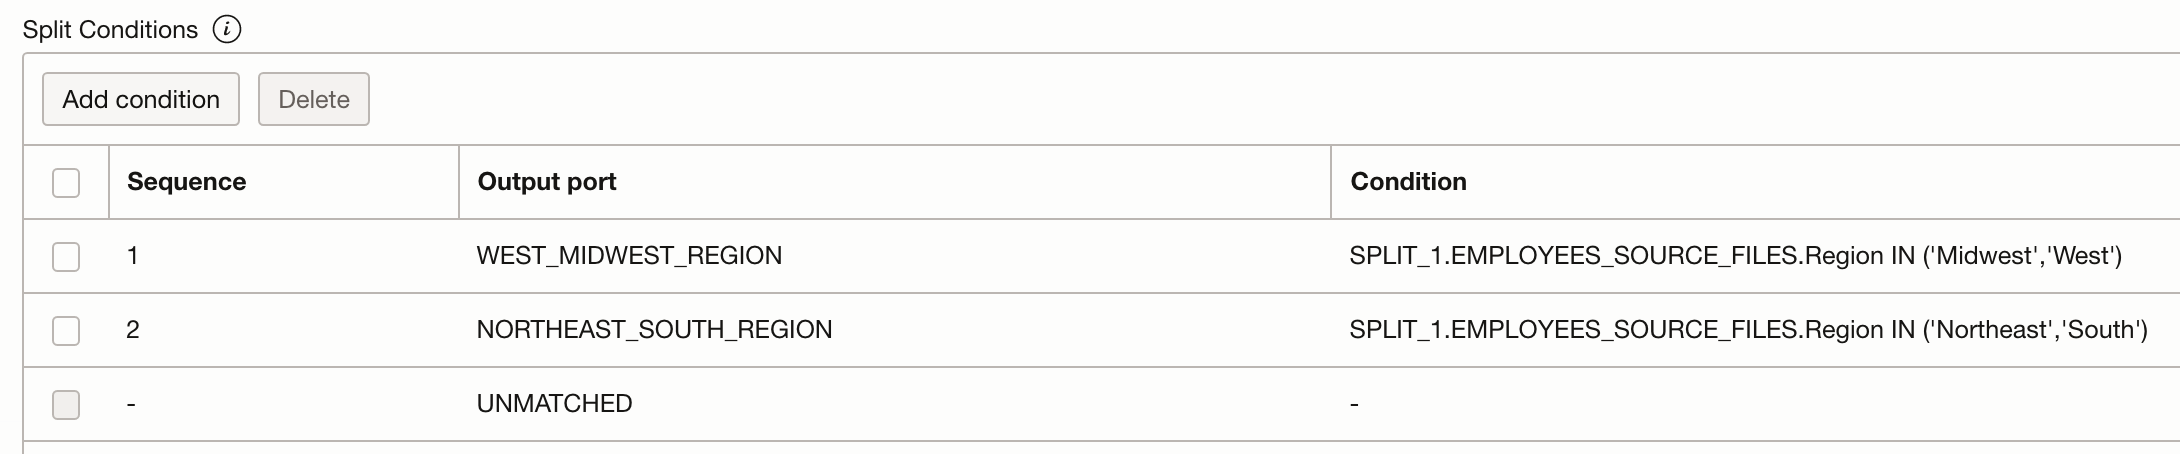 Split Conditions i
Add condition Delete
Sequence Output port Condition
1 WEST_MIDWEST_REGION SPLIT_1.EMPLOYEES_SOURCE_FILES.Region IN ('Midwest','West')
2 NORTHEAST_SOUTH_REGION SPLIT_1.EMPLOYEES_SOURCE_FILES.Region IN ('Northeast','South')
- UNMATCHED -